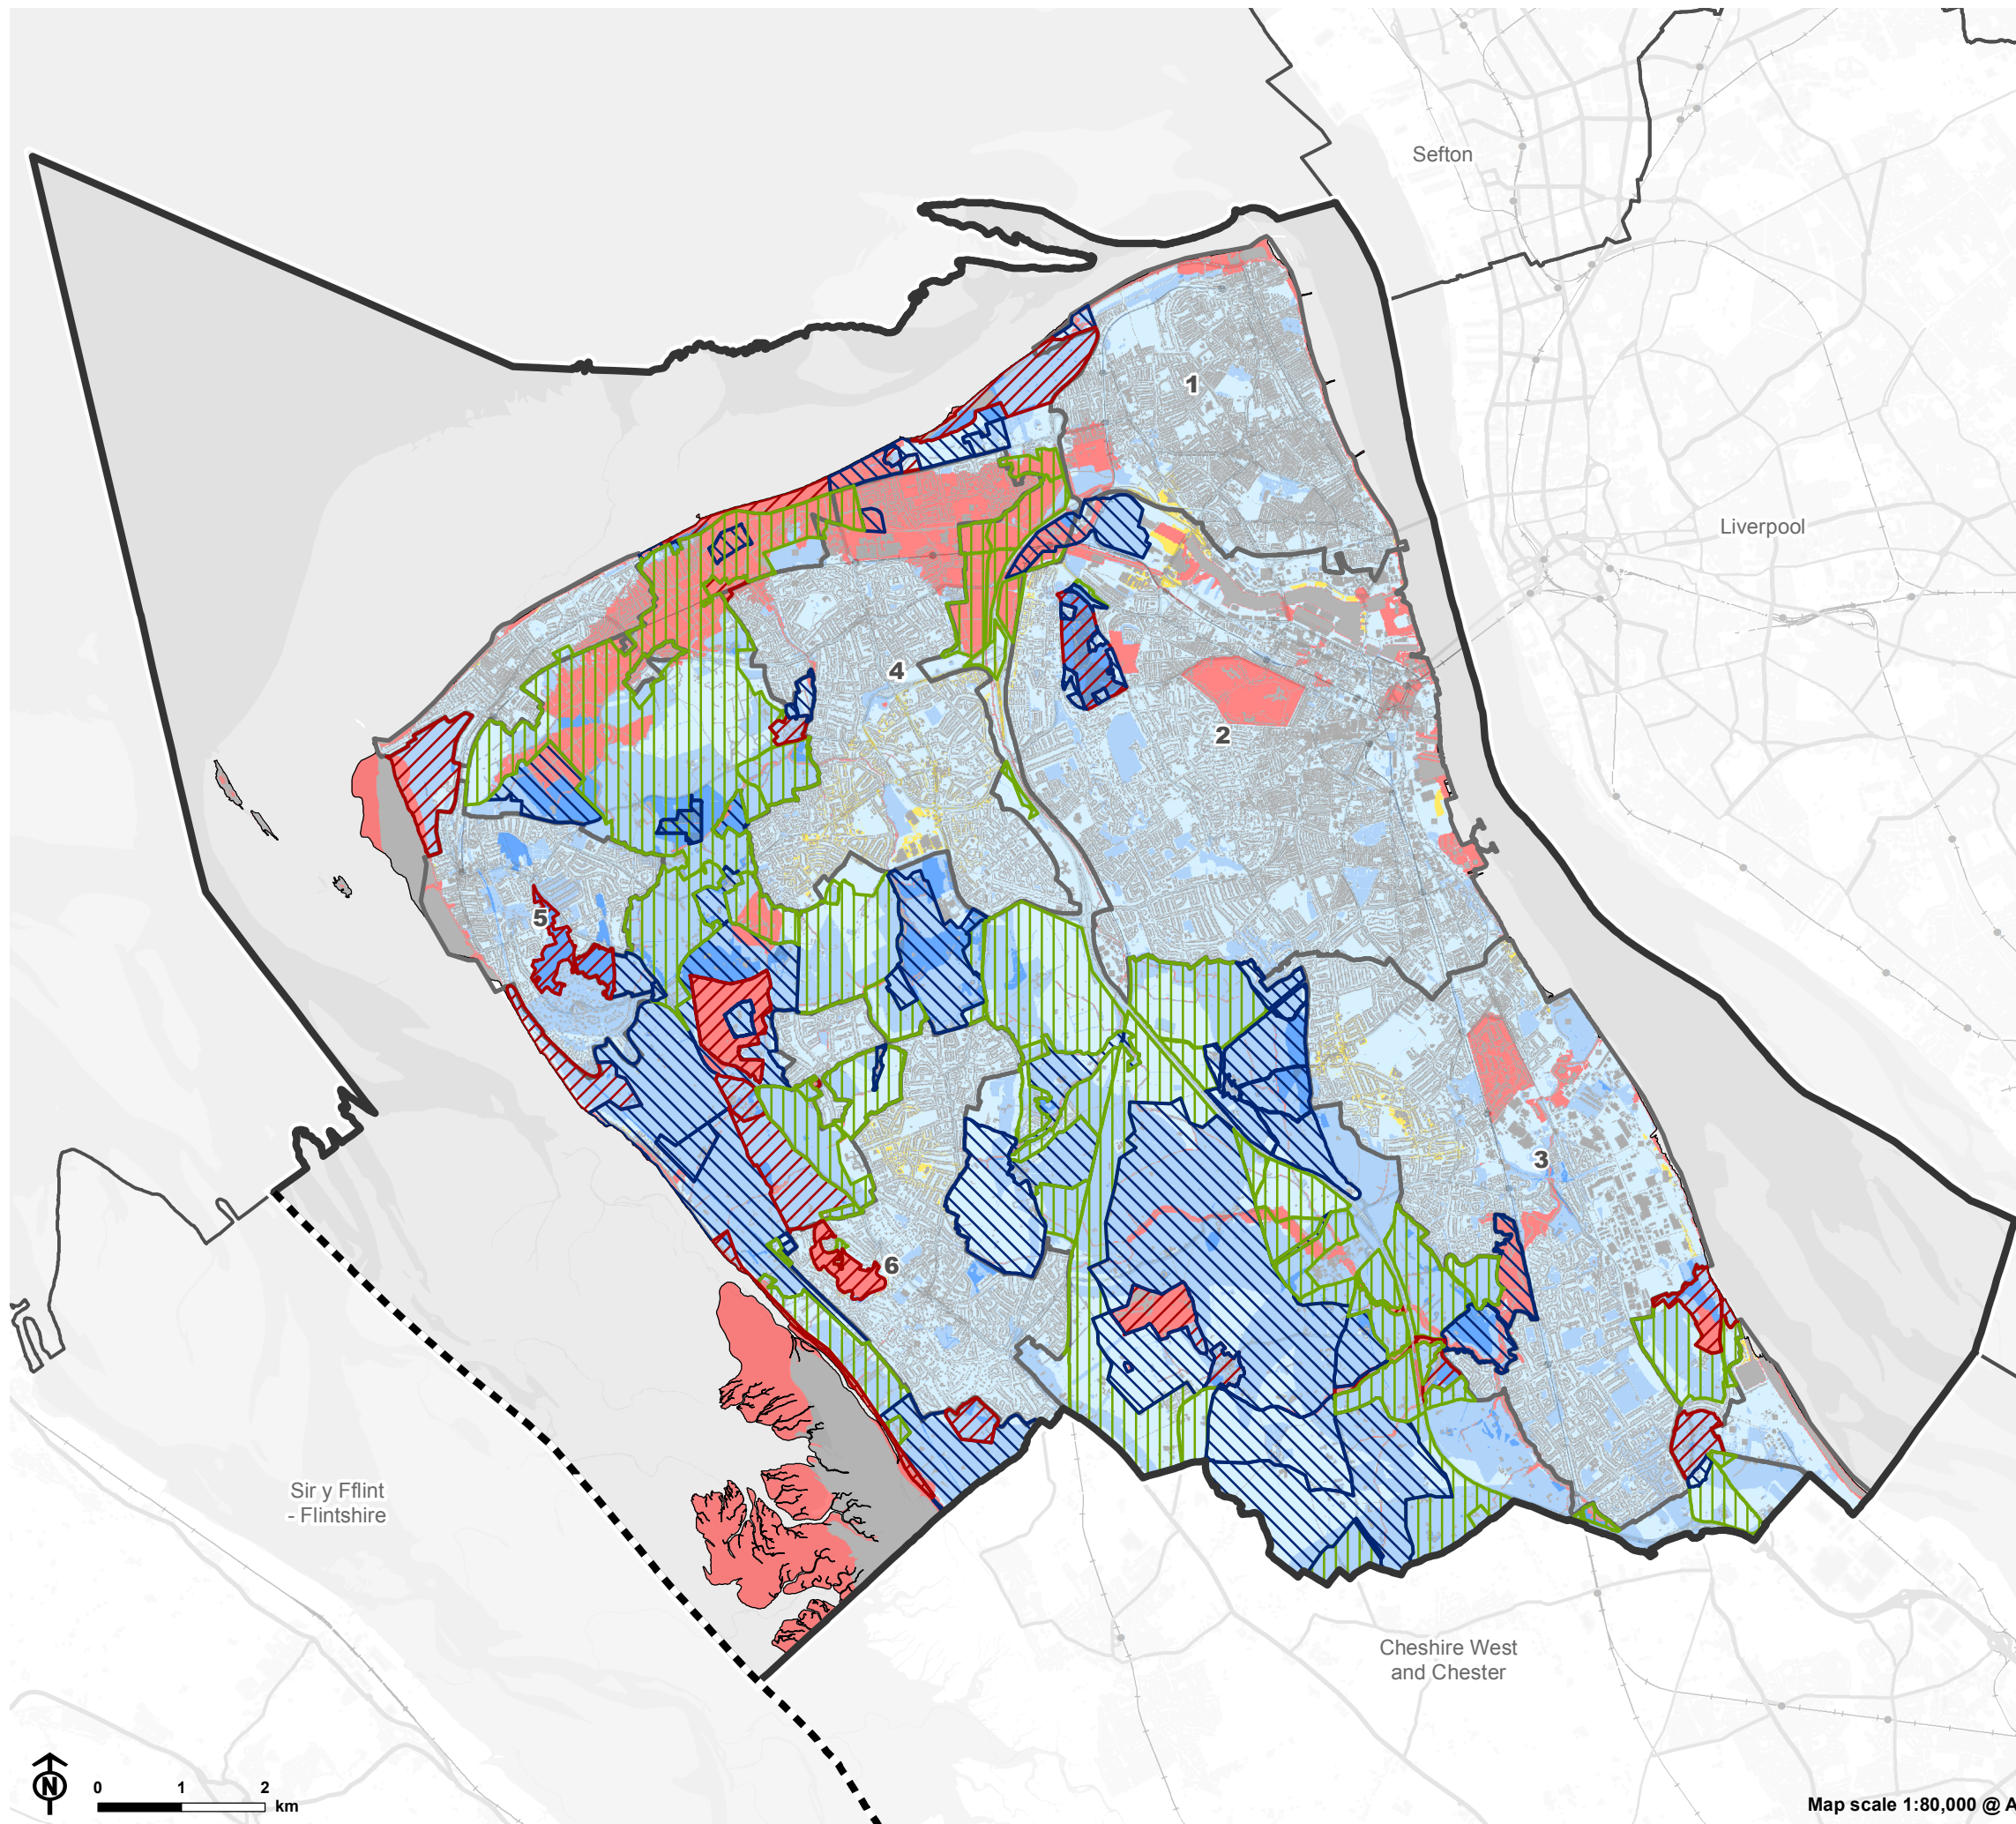 Sefton
1
Liverpool
4
2
5
3
6
Sir y Fflint
- Flintshire
Cheshire West
and Chester
N
0 1 2
km
Map scale 1:80,000 @ A